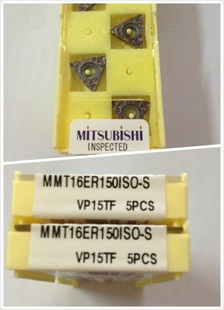 MITSUBISHI
INSPECTED
MMT16ER150ISO-S
VP15TF 5PCS
MMT16ER150ISO-S
VP15TF 5PCS